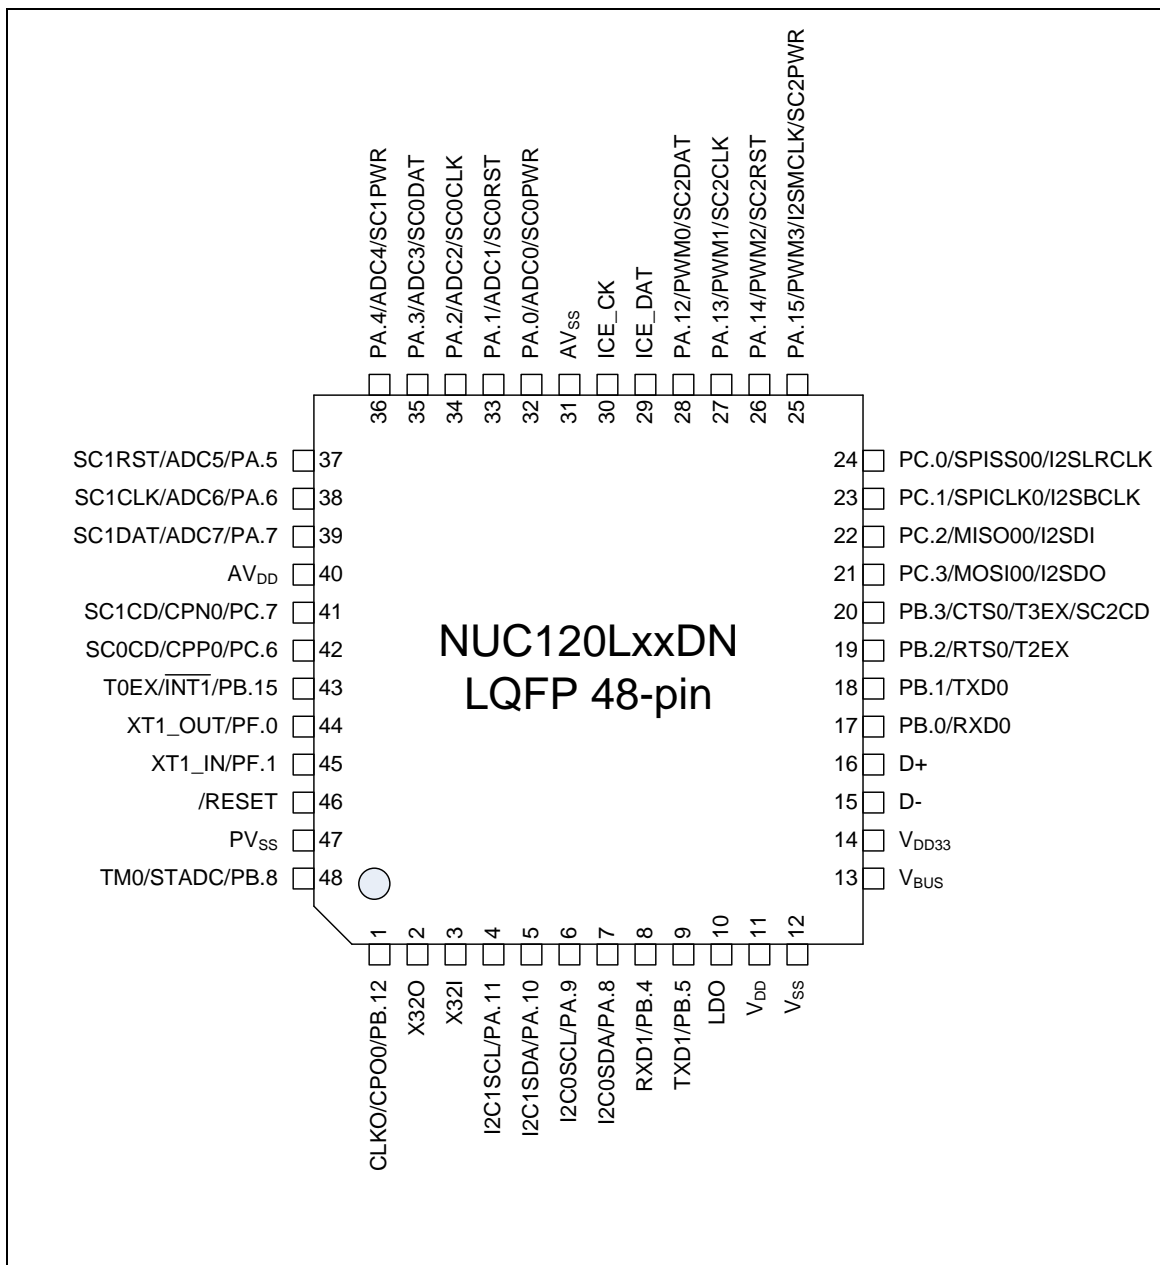 PA.4/ADC4/SC1PWR
PA.3/ADC3/SC0DAT
PA.2/ADC2/SC0CLK
PA.1/ADC1/SC0RST
PA.0/ADC0/SC0PWR
AVSS
ICE_CK
ICE_DAT
PA.12/PWM0/SC2DAT
PA.13/PWM1/SC2CLK
PA.14/PWM2/SC2RST
PA.15/PWM3/I2SMCLK/SC2PWR
36
35
34
33
32
31
30
29
28
27
26
25
SC1RST/ADC5/PA.5 37
SC1CLK/ADC6/PA.6 38
SC1DAT/ADC7/PA.7 39
AVDD 40
SC1CD/CPN0/PC.7 41
SC0CD/CPP0/PC.6 42
T0EX/INT1/PB.15 43
XT1_OUT/PF.0 44
XT1_IN/PF.1 45
/RESET 46
PVSS 47
TM0/STADC/PB.8 48
NUC120LxxDN
LQFP 48-pin
24 PC.0/SPISS00/I2SLRCLK
23 PC.1/SPICLK0/I2SBCLK
22 PC.2/MISO00/I2SDI
21 PC.3/MOSI00/I2SDO
20 PB.3/CTS0/T3EX/SC2CD
19 PB.2/RTS0/T2EX
18 PB.1/TXD0
17 PB.0/RXD0
16 D+
15 D-
14 VDD33
13 VBUS
1
2
3
4
5
6
7
8
9
10
11
12
CLKO/CPO0/PB.12
X32O
X32I
I2C1SCL/PA.11
I2C1SDA/PA.10
I2C0SCL/PA.9
I2C0SDA/PA.8
RXD1/PB.4
TXD1/PB.5
LDO
VDD
VSS